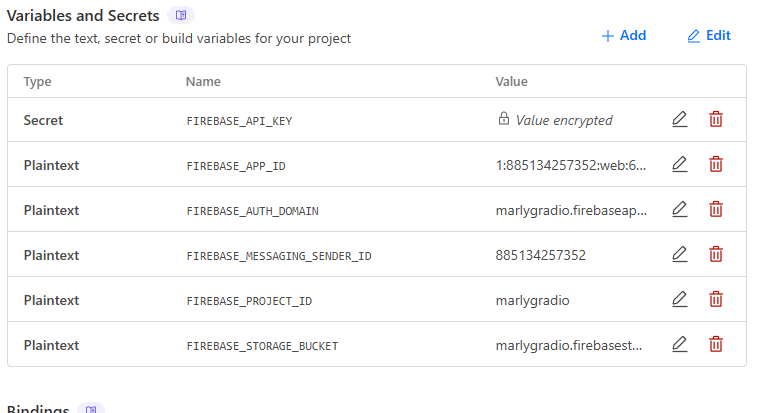 Variables and Secrets
Define the text, secret or build variables for your project
+ Add
Edit
Type Name Value
Secret FIREBASE_API_KEY Value encrypted
Plaintext FIREBASE_APP_ID 1:885134257352:web:6...
Plaintext FIREBASE_AUTH_DOMAIN marlygradio.firebaseap...
Plaintext FIREBASE_MESSAGING_SENDER_ID 885134257352
Plaintext FIREBASE_PROJECT_ID marlygradio
Plaintext FIREBASE_STORAGE_BUCKET marlygradio.firebasest...
Bindings